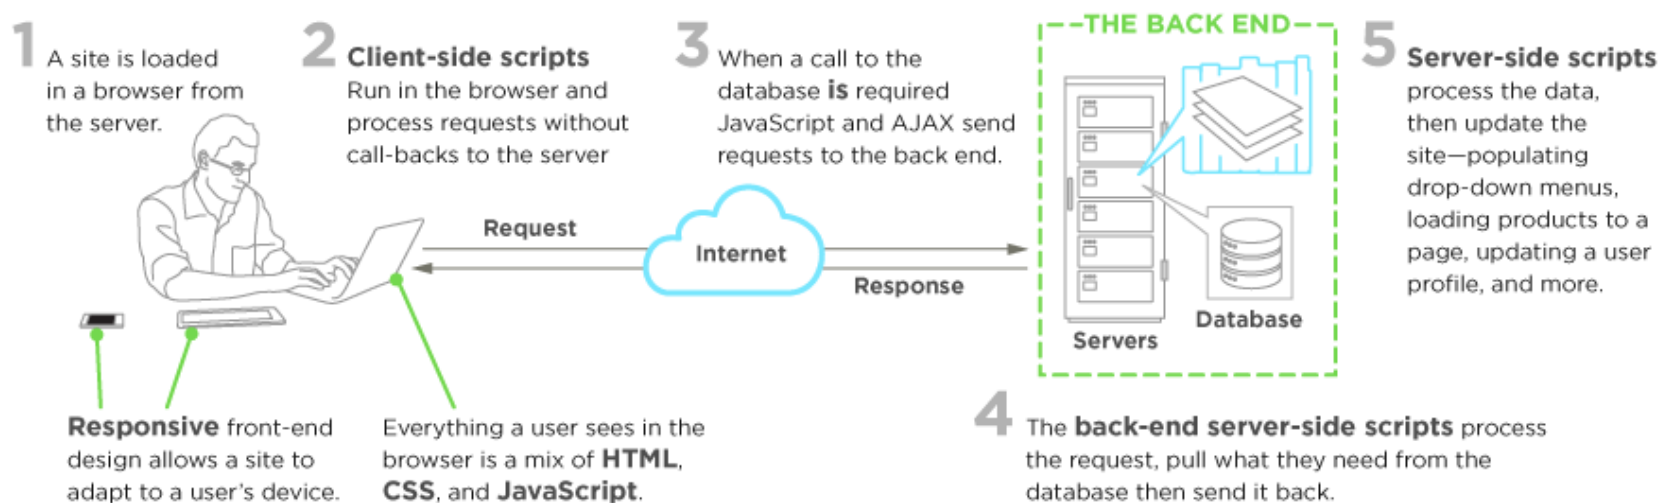 1
A site is loaded
in a browser from
the server.
2
Client-side scripts
Run in the browser and
process requests without
call-backs to the server
3
When a call to the
database is required
JavaScript and AJAX send
requests to the back end.
THE BACK END
Request
Internet
Response
Servers
Database
4
The back-end server-side scripts process
the request, pull what they need from the
database then send it back.
5
Server-side scripts
process the data,
then update the
site—populating
drop-down menus,
loading products to a
page, updating a user
profile, and more.
Responsive front-end
design allows a site to
adapt to a user's device.
Everything a user sees in the
browser is a mix of HTML,
CSS, and JavaScript.